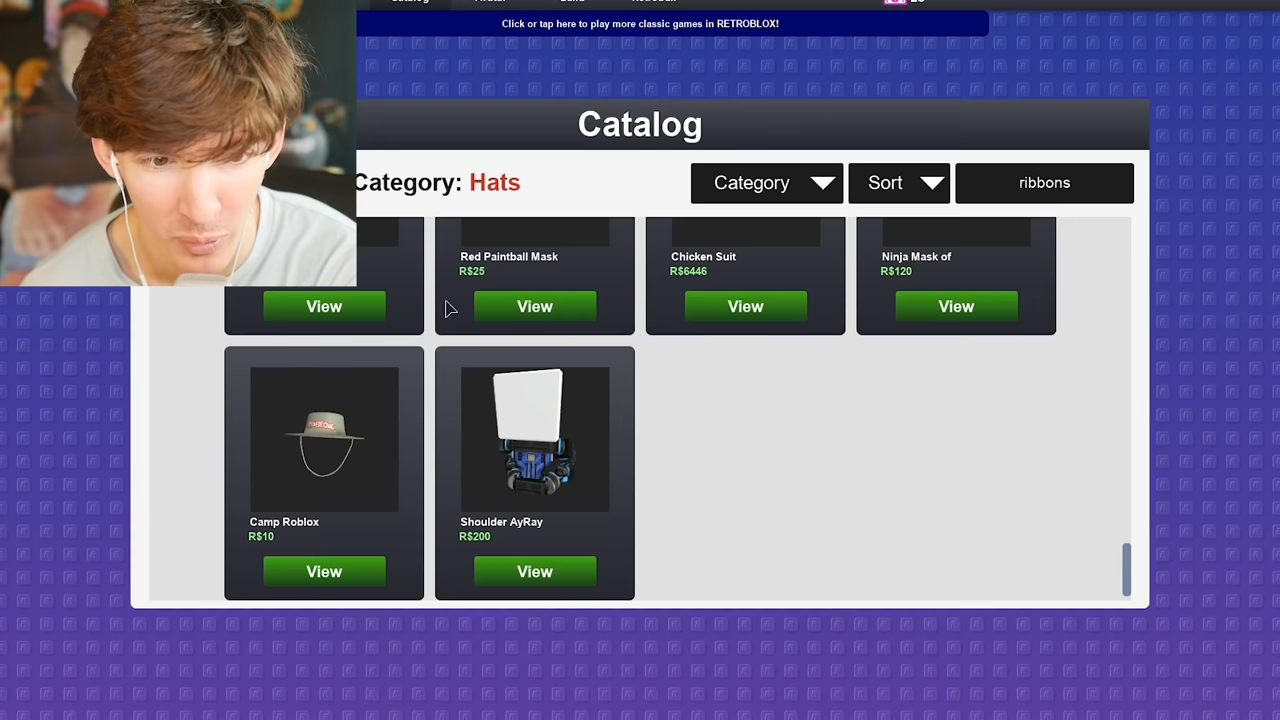 Click or tap here to play more classic games in RETROBLOX!
Catalog
Category: Hats
Category
Sort
ribbons
Red Paintball Mask
R$25
Chicken Suit
R$6446
Ninja Mask of
R$120
View
View
View
View
Camp Roblox
R$10
Shoulder AyRay
R$200
View
View